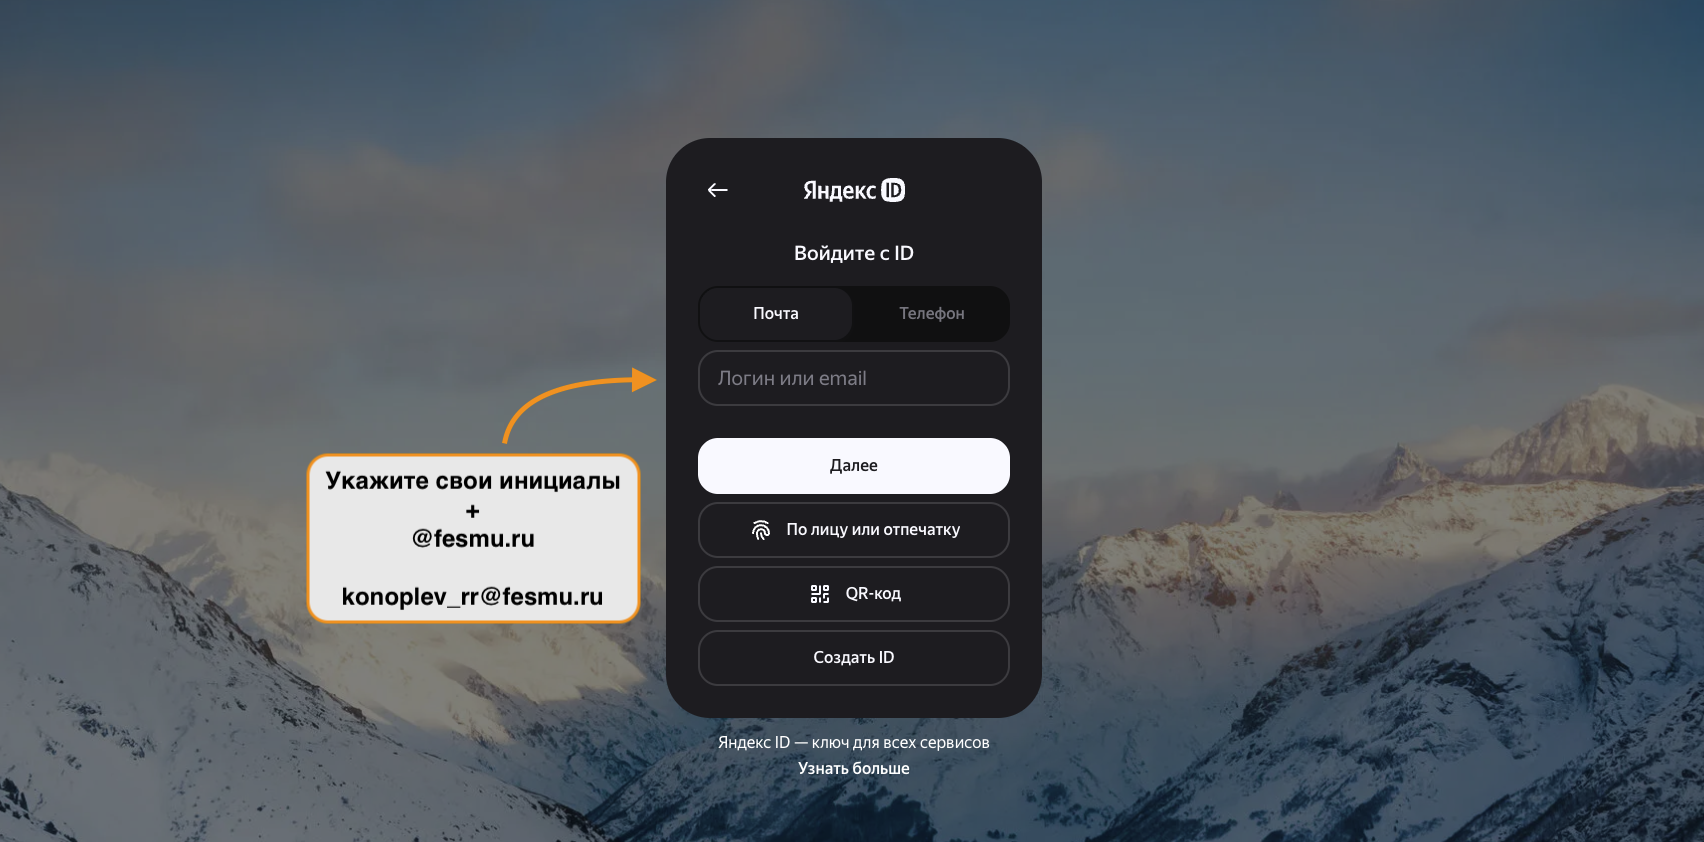 Яндекс ID
Войдите с ID
Почта
Телефон
Логин или email
Укажите свои инициалы
+
@fesmu.ru
konoplev_rr@fesmu.ru
Далее
По лицу или отпечатку
QR-код
Создать ID
Яндекс ID — ключ для всех сервисов
Узнать больше